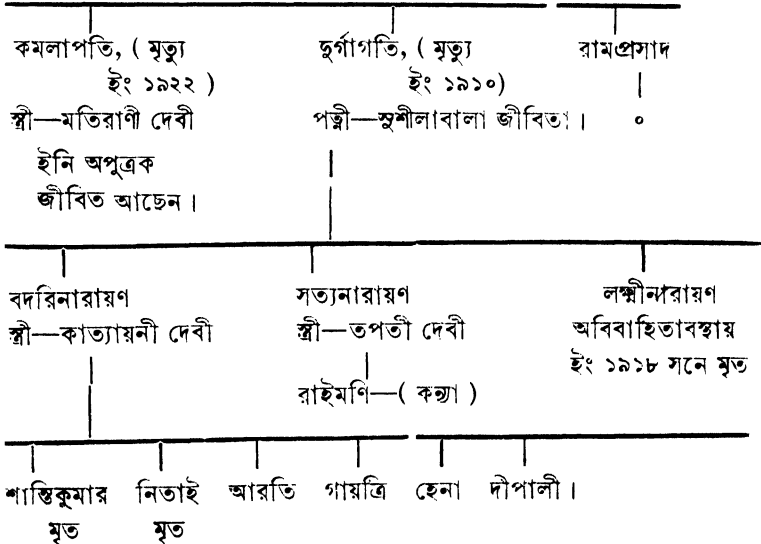 কমলাপতি, ( মৃত্যু দুর্গাগতি, ( মৃত্যু রামপ্রসাদ
ইং ১৯২২ ) ইং ১৯১০)
স্ত্রী—মতিরাণী দেবী পত্নী—সুশীলাবালা জীবিতা। ০
ইনি অপুত্রক
জীবিত আছেন।
বদরিনারায়ণ সত্যনারায়ণ লক্ষ্মীনারায়ণ
স্ত্রী—কাত্যায়নী দেবী স্ত্রী—তপতী দেবী অবিবাহিতাবস্থায়
ইং ১৯১৮ সনে মৃত
রাইমণি—( কন্যা )
শান্তিকুমার নিতাই আরতি গায়ত্রি হেনা দীপালী।
মৃত মৃত